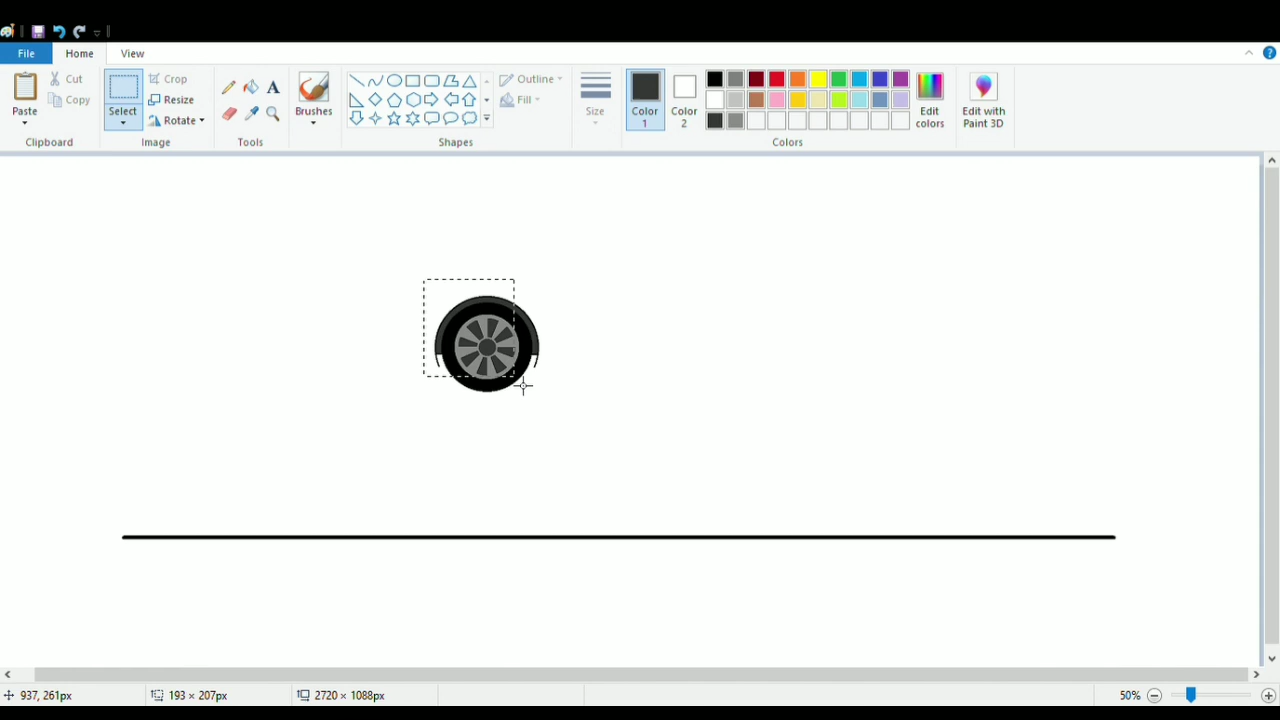 File Home View
Paste
Cut
Copy
Clipboard
Select
Crop
Resize
Rotate
Image
A
Tools
Brushes
Outline
Fill
Shapes
Size
Color
1
Color
2
Edit
colors
Colors
Edit with
Paint 3D
?
937, 261px 193 × 207px 2720 × 1088px 50%